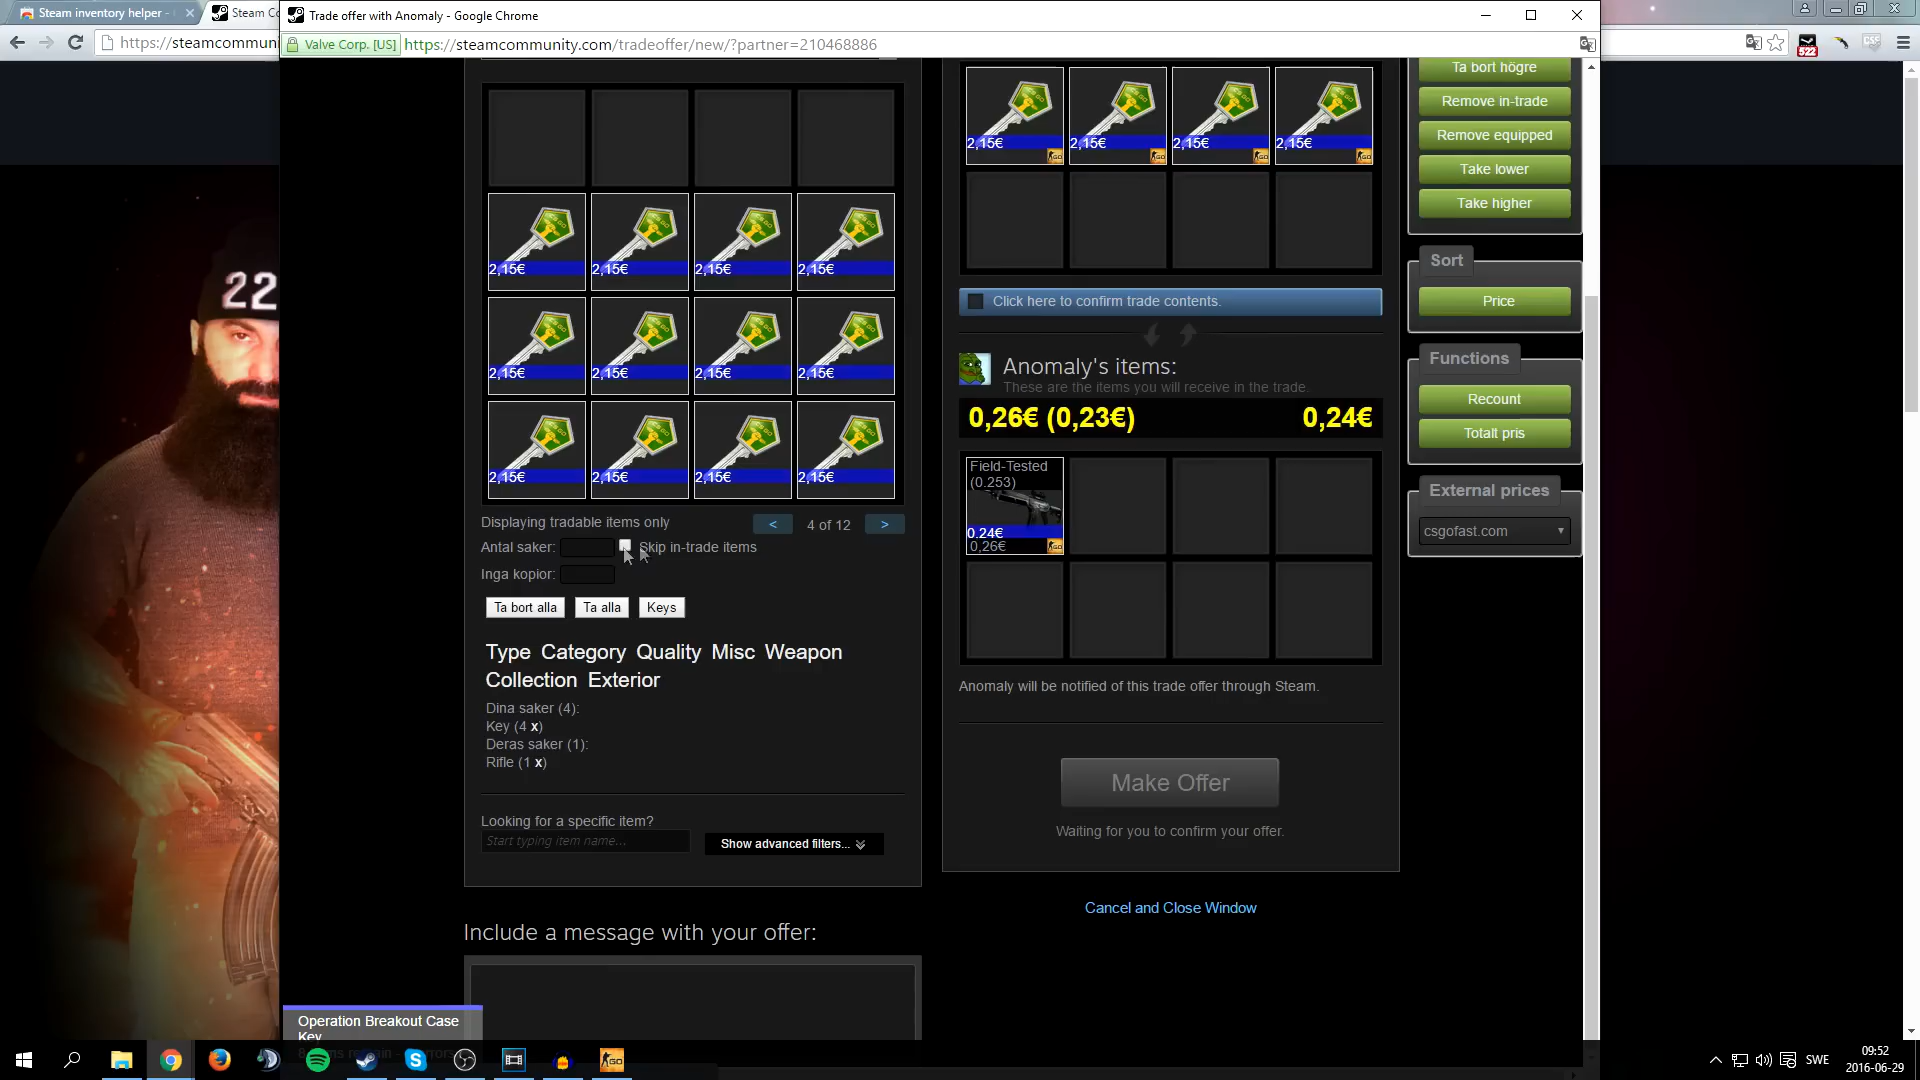 Steam inventory helper -
Steam Co
Trade offer with Anomaly - Google Chrome
https://steamcommuni
Valve Corp. [US]
https://steamcommunity.com/tradeoffer/new/?partner=210468886
$22
22
2,15€ 2,15€ 2,15€ 2,15€
2,15€ 2,15€ 2,15€ 2,15€
2,15€ 2,15€ 2,15€ 2,15€
Displaying tradable items only
< 4 of 12 >
Antal saker:
Skip in-trade items
Inga kopior:
Ta bort alla
Ta alla
Keys
Type Category Quality Misc Weapon
Collection Exterior
Dina saker (4):
Key (4 x)
Deras saker (1):
Rifle (1 x)
Looking for a specific item?
Start typing item name...
Show advanced filters...
Include a message with your offer:
2,15€ 2,15€ 2,15€ 2,15€
Click here to confirm trade contents.
Anomaly's items:
These are the items you will receive in the trade.
0,26€ (0,23€) 0,24€
Field-Tested
(0.253)
0.24€
0,26€
Anomaly will be notified of this trade offer through Steam.
Make Offer
Waiting for you to confirm your offer.
Cancel and Close Window
Ta bort högre
Remove in-trade
Remove equipped
Take lower
Take higher
Sort
Price
Functions
Recount
Totalt pris
External prices
csgofast.com
Operation Breakout Case
Key
SWE
09:52
2016-06-29